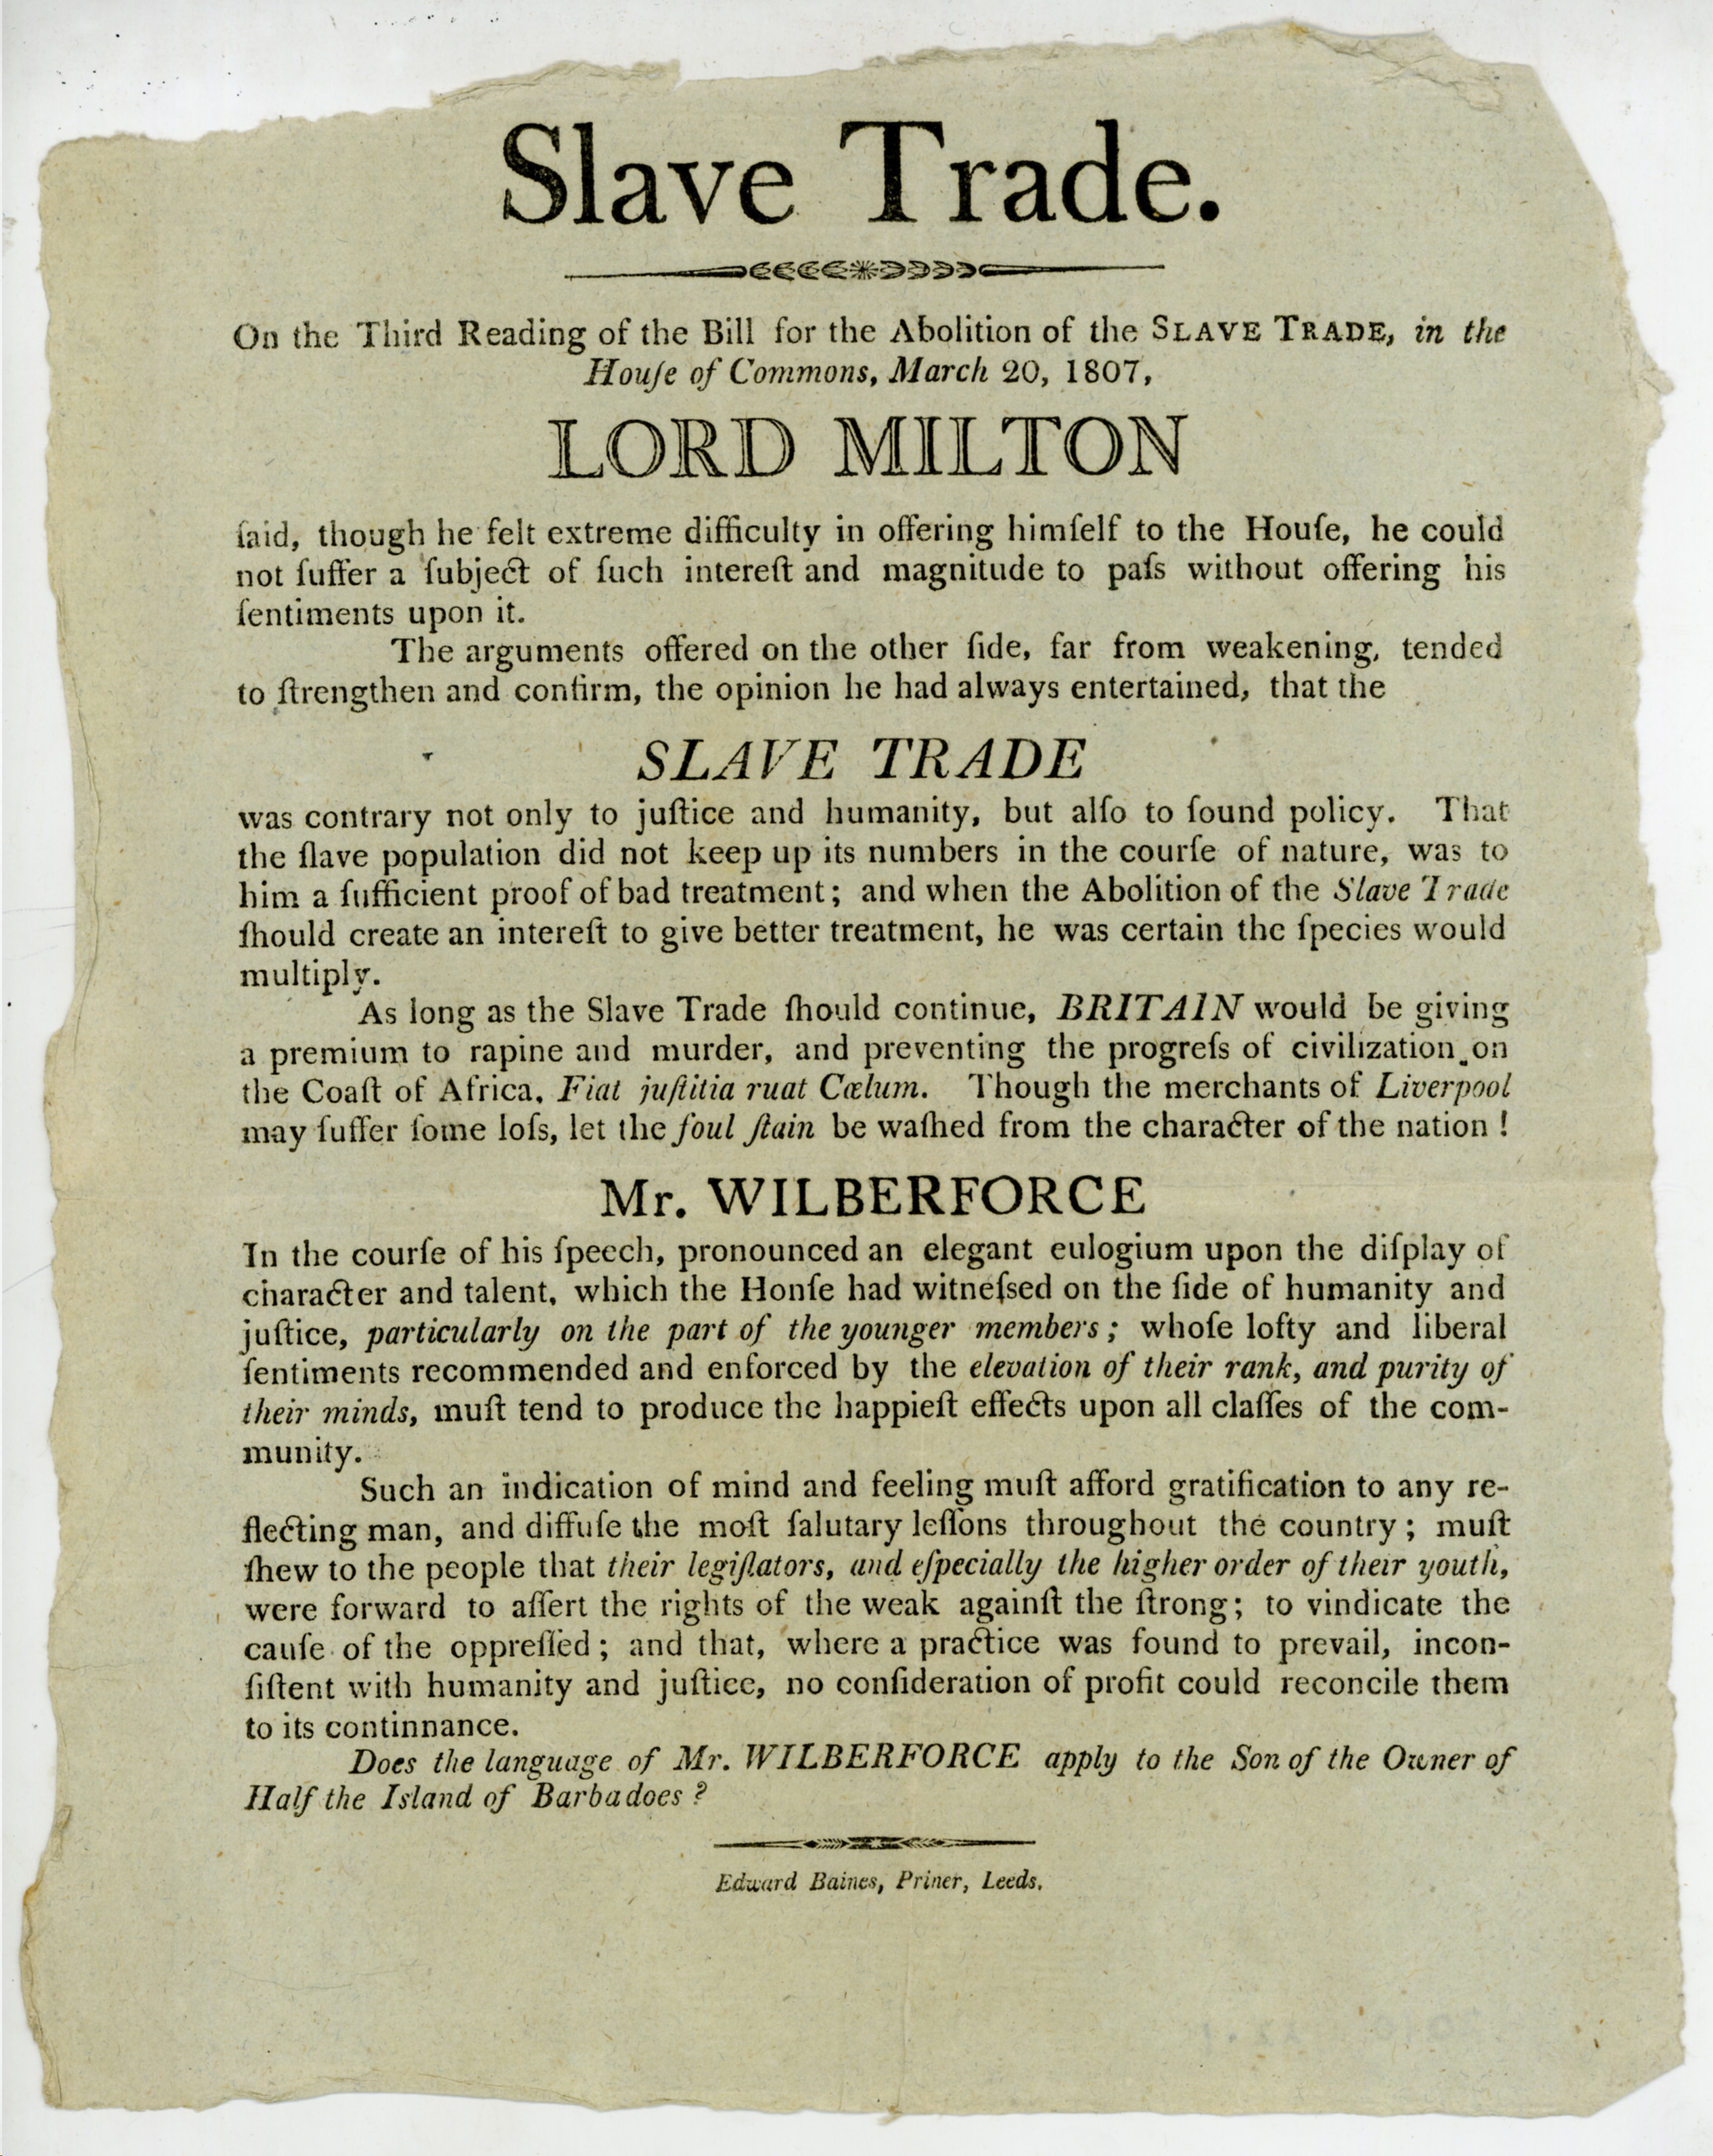 Slave Trade.
On the Third Reading of the Bill for the Abolition of the SLAVE TRADE, in the
Houſe of Commons, March 20, 1807,
LORD MILTON
ſaid, though he felt extreme difficulty in offering himſelf to the Houſe, he could
not ſuffer a ſubject of ſuch intereſt and magnitude to paſs without offering his
ſentiments upon it.
The arguments offered on the other ſide, far from weakening, tended
to ſtrengthen and confirm, the opinion he had always entertained, that the
SLAVE TRADE
was contrary not only to juſtice and humanity, but alſo to ſound policy. That
the ſlave population did not keep up its numbers in the courſe of nature, was to
him a ſufficient proof of bad treatment; and when the Abolition of the Slave Trade
ſhould create an intereſt to give better treatment, he was certain the ſpecies would
multiply.
As long as the Slave Trade ſhould continue, BRITAIN would be giving
a premium to rapine and murder, and preventing the progreſs of civilization on
the Coaſt of Africa. Fiat juſtitia ruat Cœlum. Though the merchants of Liverpool
may ſuffer ſome loſs, let the foul ſtain be waſhed from the character of the nation !
Mr. WILBERFORCE
In the courſe of his ſpeech, pronounced an elegant eulogium upon the diſplay of
character and talent, which the Honſe had witneſsed on the ſide of humanity and
juſtice, particularly on the part of the younger members; whoſe lofty and liberal
ſentiments recommended and enforced by the elevation of their rank, and purity of
their minds, muſt tend to produce the happieſt effects upon all claſſes of the com-
munity.
Such an indication of mind and feeling muſt afford gratification to any re-
flecting man, and diffuſe the moſt ſalutary leſſons throughout the country; muſt
ſhew to the people that their legiſlators, and eſpecially the higher order of their youth,
were forward to aſſert the rights of the weak againſt the ſtrong; to vindicate the
cauſe of the oppreſſed; and that, where a practice was found to prevail, incon-
ſiſtent with humanity and juſtice, no conſideration of profit could reconcile them
to its continnance.
Does the language of Mr. WILBERFORCE apply to the Son of the Owner of
Half the Island of Barbadoes ?
Edward Baines, Priner, Leeds.